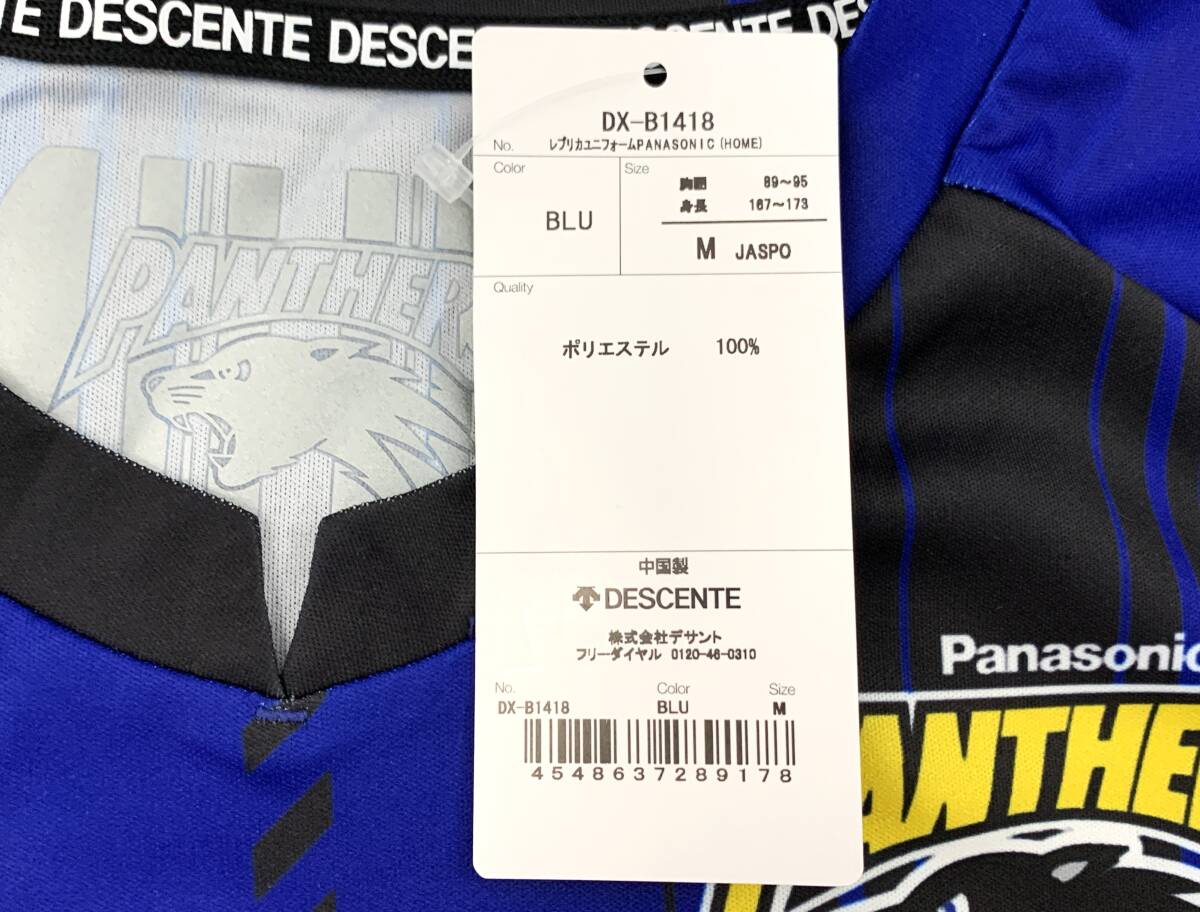 TE DESCENTE DESCE
DESCENTE DES
PANTHER
DX-B1418
No. レプリカユニフォームPANASONIC(HOME)
Color
BLU
Size
胸囲 89～95
身長 167～173
M JASPO
Quality
ポリエステル 100%
中国製
DESCENTE
株式会社デサント
フリーダイヤル 0120-46-0310
No. Color Size
DX-B1418 BLU M
4548637289178
Panasonic
PANTHE